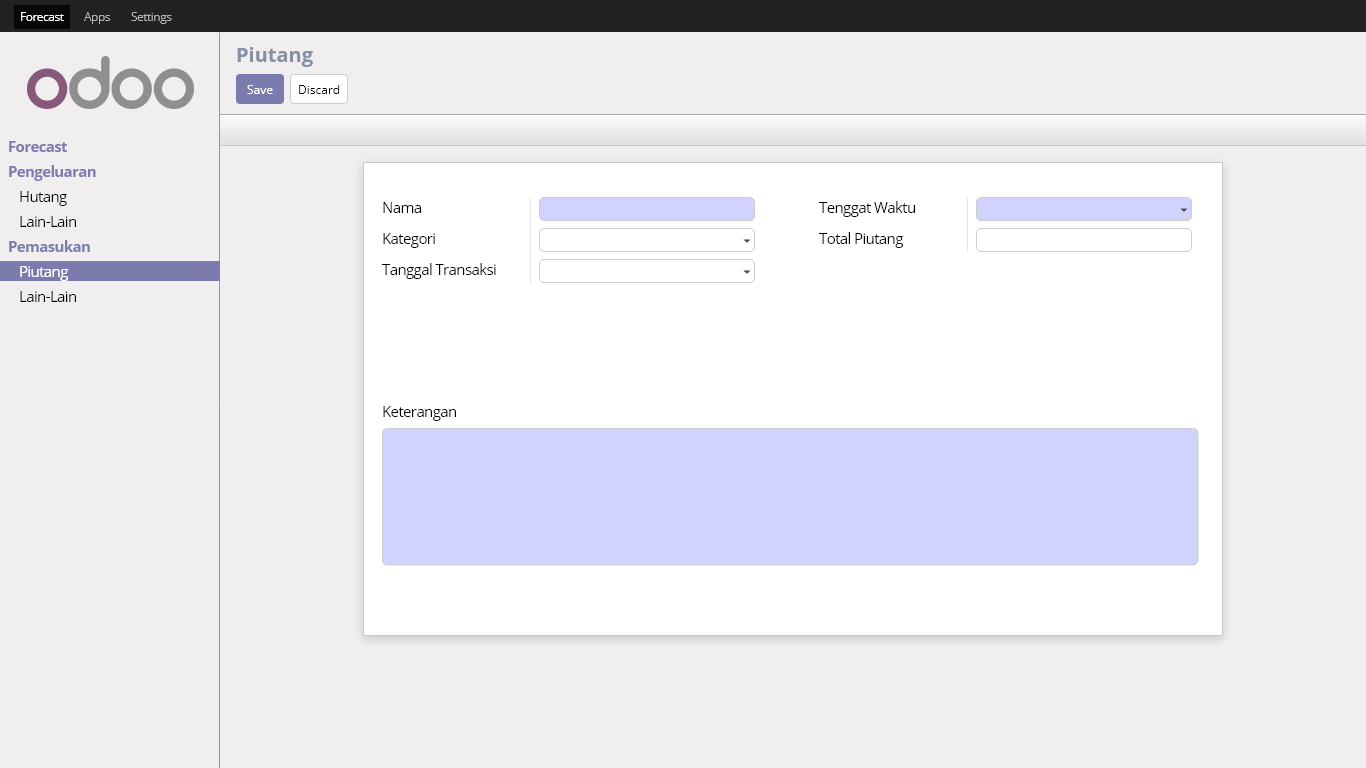 Forecast Apps Settings
odoo
Forecast
Pengeluaran
Hutang
Lain-Lain
Pemasukan
Piutang
Lain-Lain
Piutang
Save Discard
Nama Tenggat Waktu
Kategori Total Piutang
Tanggal Transaksi
Keterangan